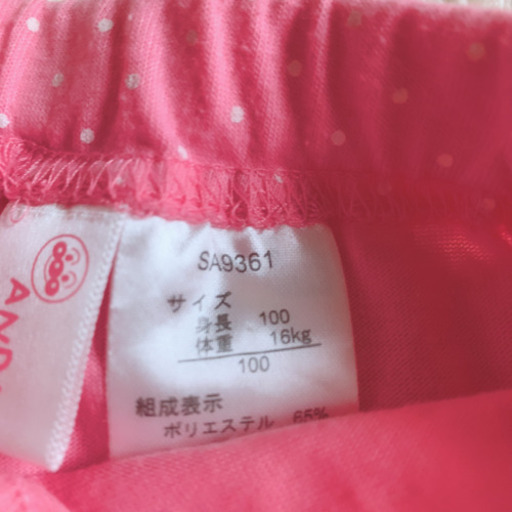 SA9361
サイズ
身長 100
体重 16kg
100
組成表示
ポリエステル 65%